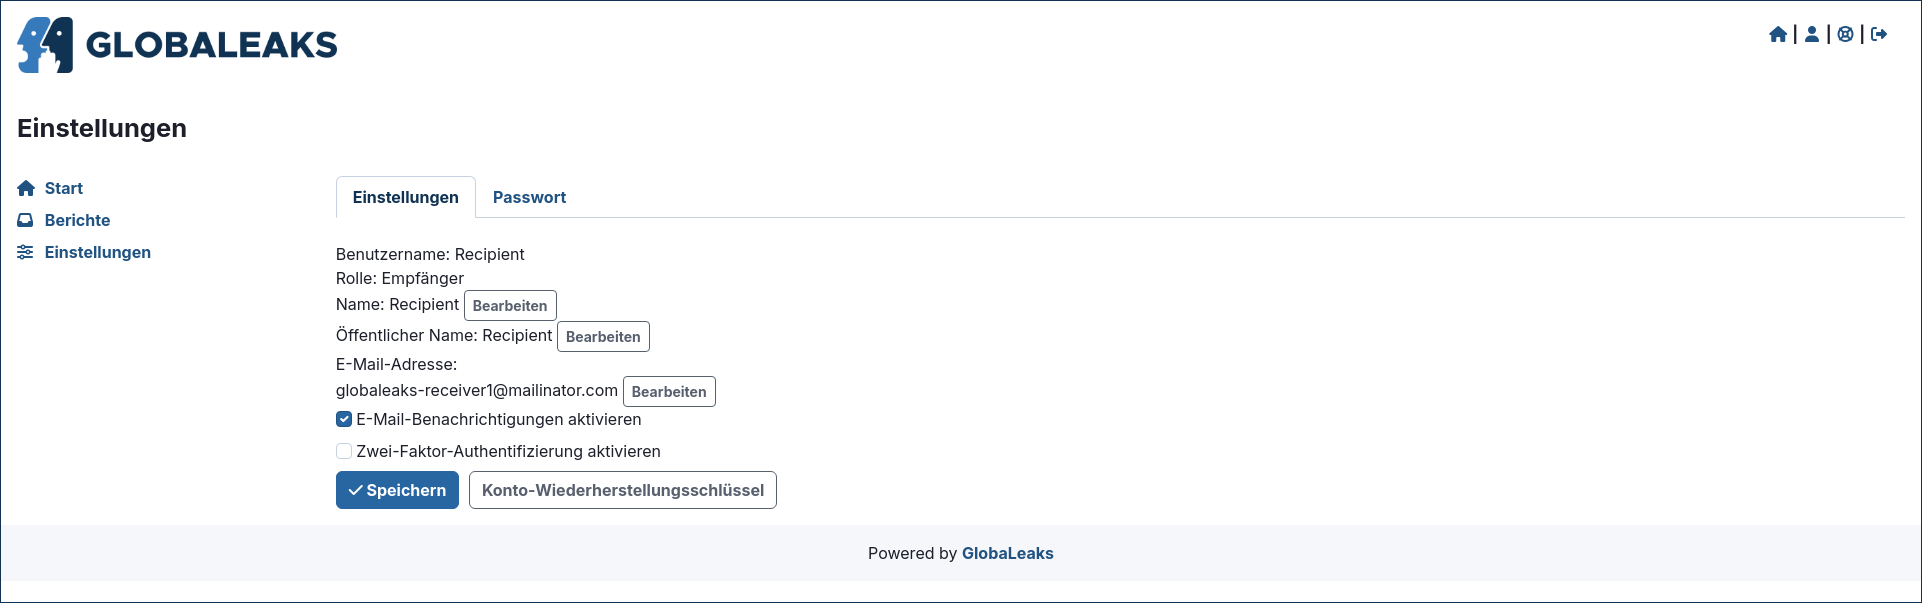 GLOBALEAKS
Einstellungen
Start
Berichte
Einstellungen
Einstellungen Passwort
Benutzername: Recipient
Rolle: Empfänger
Name: Recipient Bearbeiten
Öffentlicher Name: Recipient Bearbeiten
E-Mail-Adresse:
globaleaks-receiver1@mailinator.com Bearbeiten
E-Mail-Benachrichtigungen aktivieren
Zwei-Faktor-Authentifizierung aktivieren
Speichern Konto-Wiederherstellungsschlüssel
Powered by GlobaLeaks